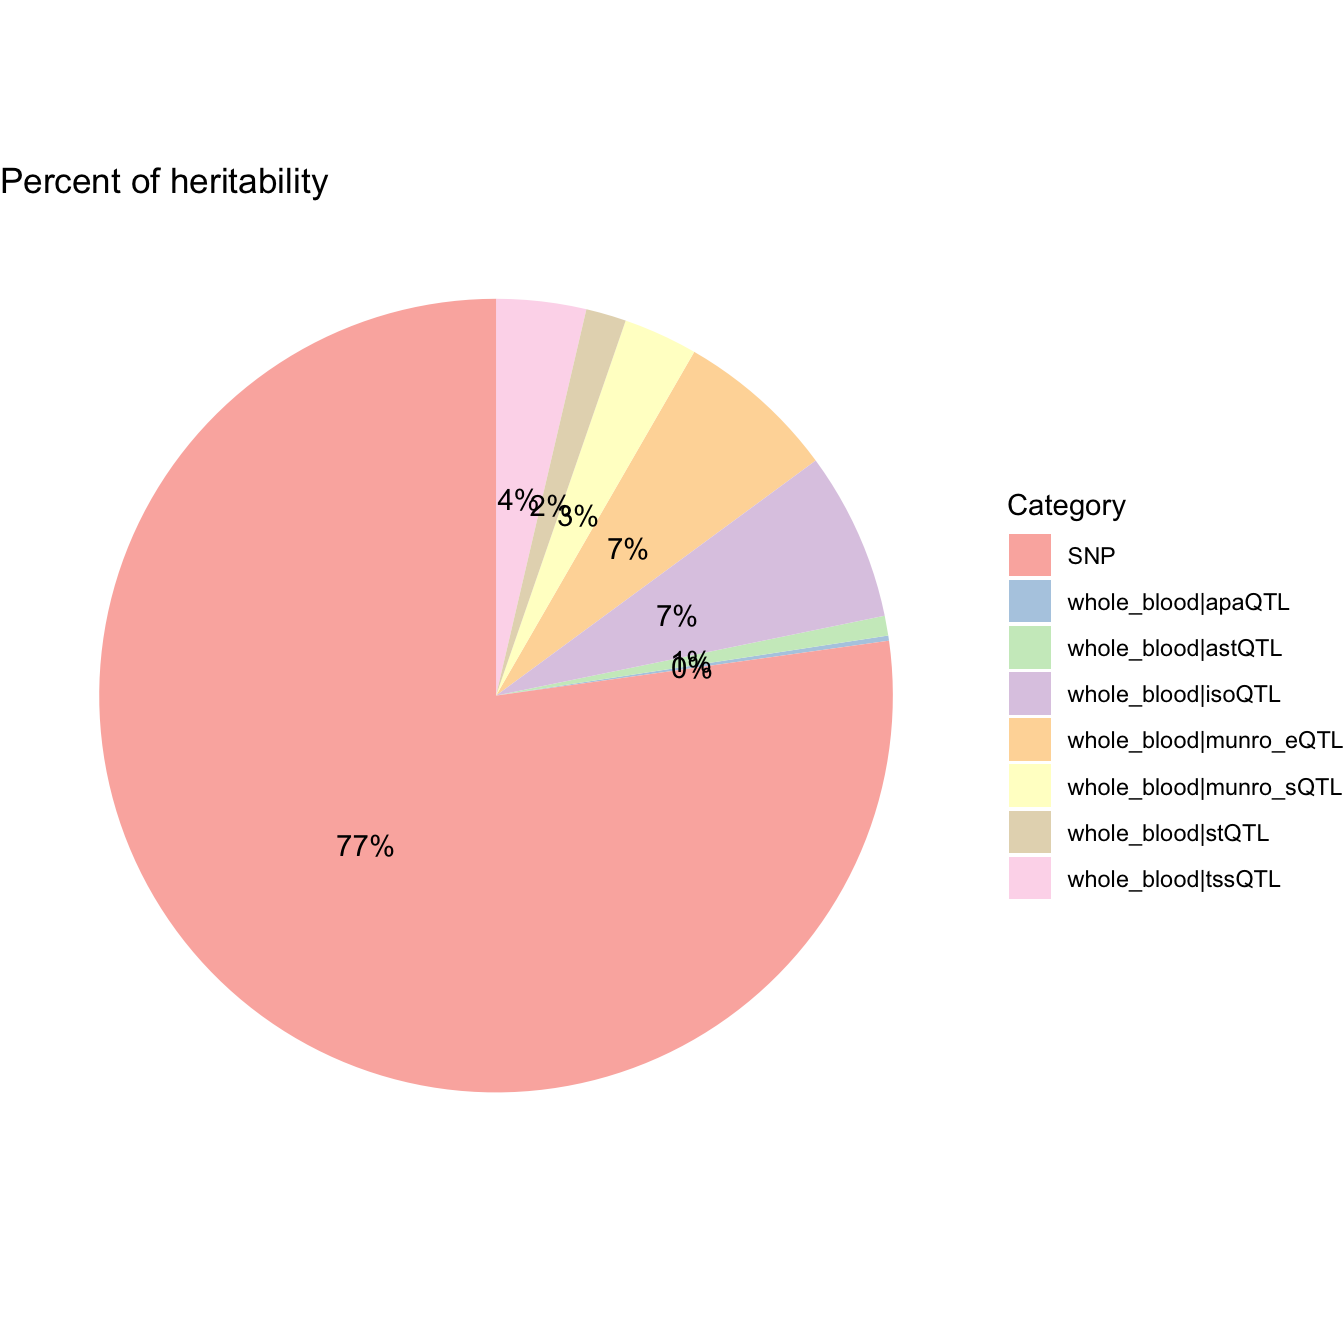 Percent of heritability
4%
2%
3%
7%
7%
1%
0%
77%
Category
SNP
whole_blood|apaQTL
whole_blood|astQTL
whole_blood|isoQTL
whole_blood|munro_eQTL
whole_blood|munro_sQTL
whole_blood|stQTL
whole_blood|tssQTL